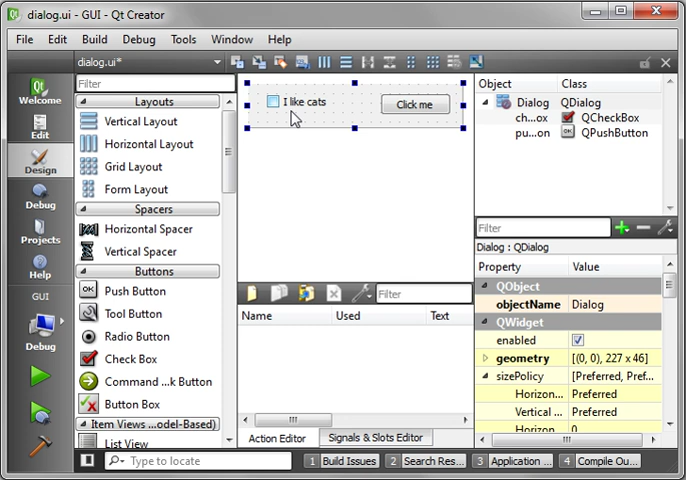 dialog.ui - GUI - Qt Creator
File Edit Build Debug Tools Window Help
dialog.ui*
Welcome
Edit
Design
Debug
Projects
Help
GUI
Debug
Filter
Layouts
Vertical Layout
Horizontal Layout
Grid Layout
Form Layout
Spacers
Horizontal Spacer
Vertical Spacer
Buttons
Push Button
Tool Button
Radio Button
Check Box
Command ...k Button
Button Box
Item Views (...odel-Based)
List View
I like cats
Click me
Filter
Name Used Text
Action Editor Signals & Slots Editor
Object Class
Dialog QDialog
ch...ox QCheckBox
pu...on QPushButton
Filter
Dialog : QDialog
Property Value
QObject
objectName Dialog
QWidget
enabled
geometry [(0, 0), 227 x 46]
sizePolicy [Preferred, Pref...
Horizon... Preferred
Vertical ... Preferred
Horizon 0
Type to locate
1 Build Issues 2 Search Res... 3 Application ... 4 Compile Ou...